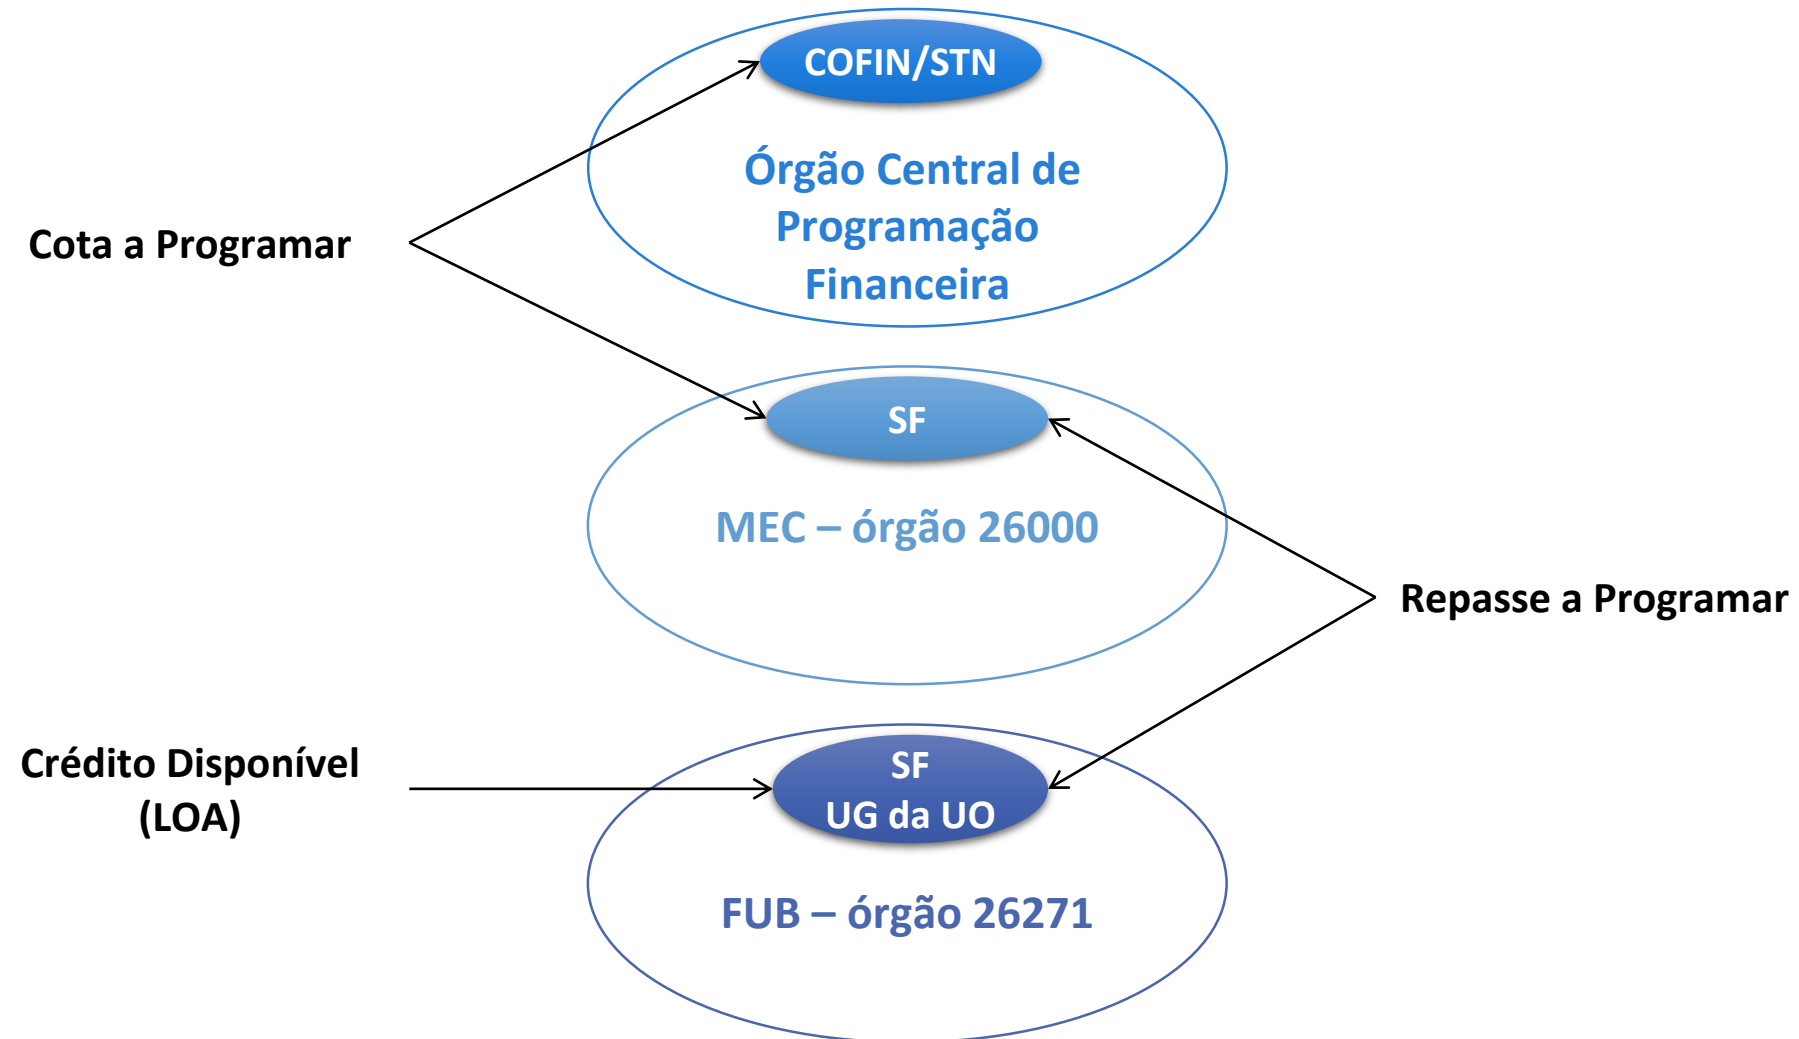 COFIN/STN
Órgão Central de
Programação
Financeira
Cota a Programar
SF
MEC – órgão 26000
Repasse a Programar
Crédito Disponível
(LOA)
SF
UG da UO
FUB – órgão 26271